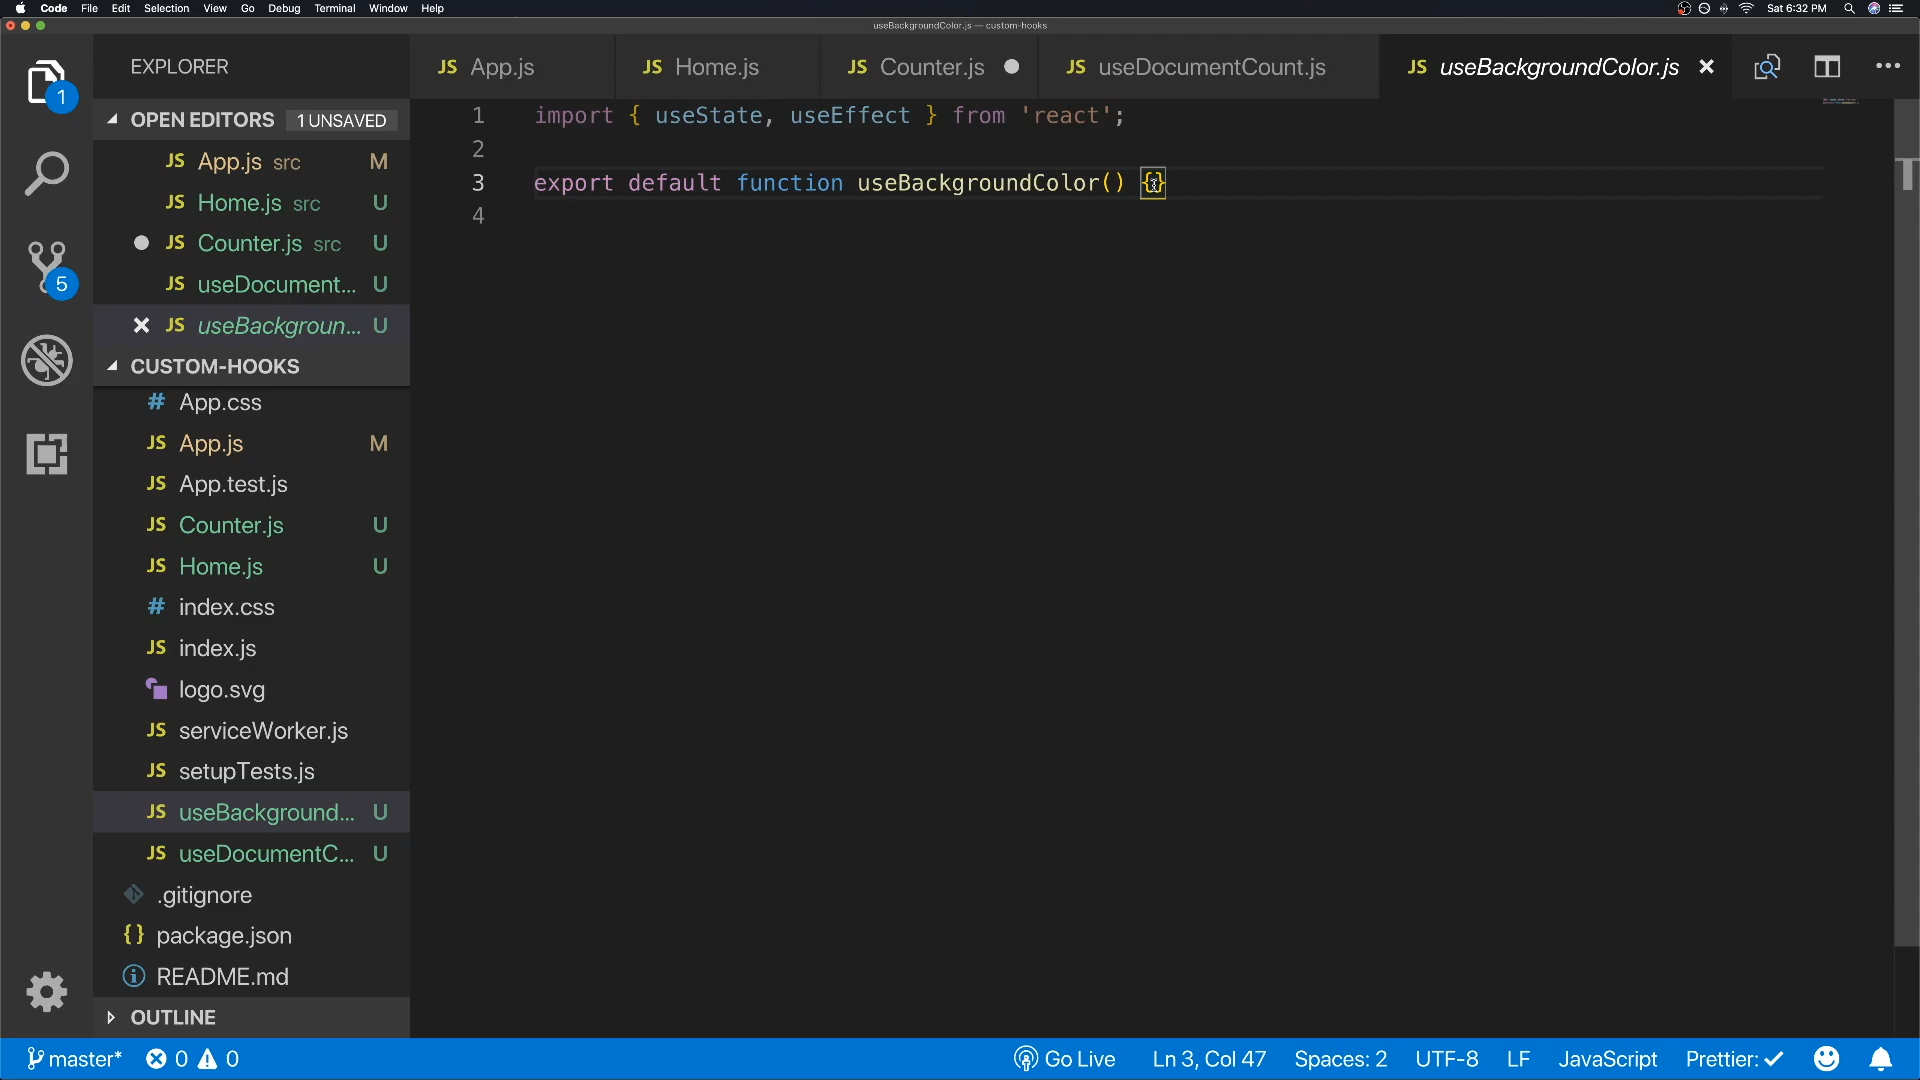 Code File Edit Selection View Go Debug Terminal Window Help
Sat 6:32 PM
useBackgroundColor.js — custom-hooks
EXPLORER
JS App.js
JS Home.js
JS Counter.js
JS useDocumentCount.js
JS useBackgroundColor.js
1
OPEN EDITORS 1 UNSAVED
JS App.js src M
JS Home.js src U
JS Counter.js src U
JS useDocument... U
JS useBackgroun... U
5
CUSTOM-HOOKS
# App.css
JS App.js M
JS App.test.js
JS Counter.js U
JS Home.js U
# index.css
JS index.js
logo.svg
JS serviceWorker.js
JS setupTests.js
JS useBackground... U
JS useDocumentC... U
.gitignore
{} package.json
README.md
OUTLINE
1 import { useState, useEffect } from 'react';
2
3 export default function useBackgroundColor() {}
4
master* 0 0 Go Live Ln 3, Col 47 Spaces: 2 UTF-8 LF JavaScript Prettier: ✓